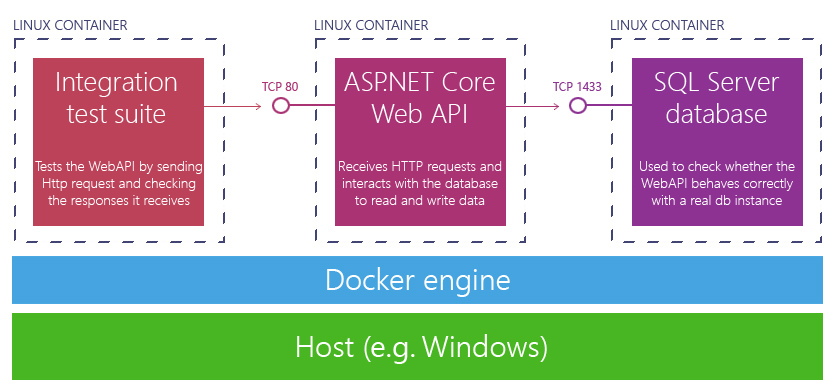 LINUX CONTAINER
Integration
test suite
Tests the WebAPI by sending
Http request and checking
the responses it receives
TCP 80
LINUX CONTAINER
ASP.NET Core
Web API
Receives HTTP requests and
interacts with the database
to read and write data
TCP 1433
LINUX CONTAINER
SQL Server
database
Used to check whether the
WebAPI behaves correctly
with a real db instance
Docker engine
Host (e.g. Windows)